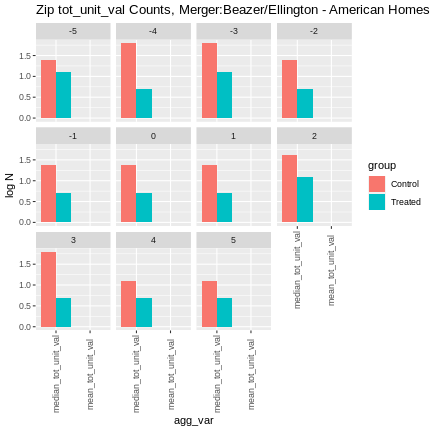 Zip tot_unit_val Counts, Merger:Beazer/Ellington - American Homes
-5 -4 -3 -2
1.5
1.0
0.5
0.0
-1 0 1 2
1.5
1.0
0.5
0.0
3 4 5
1.5
1.0
0.5
0.0
log N
median_tot_unit_val
mean_tot_unit_val
median_tot_unit_val
mean_tot_unit_val
median_tot_unit_val
mean_tot_unit_val
median_tot_unit_val
mean_tot_unit_val
agg_var
group
Control
Treated